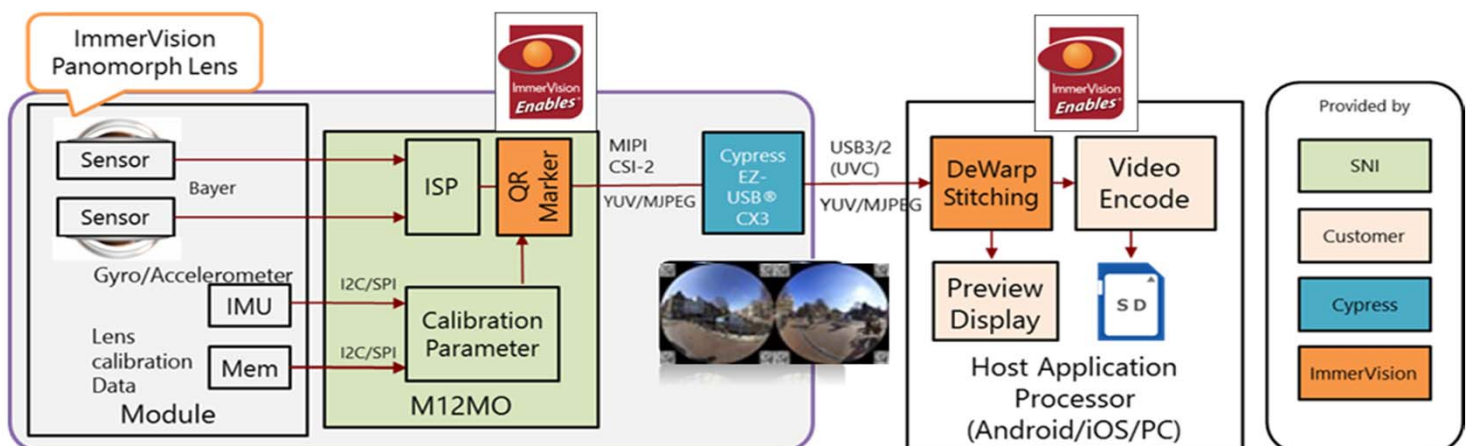 ImmerVision
Panomorph Lens
Sensor
Bayer
Sensor
Gyro/Accelerometer
IMU
Lens
calibration
Data
Mem
Module
ImmerVision
Enables
ISP
QR
Marker
I2C/SPI
I2C/SPI
Calibration
Parameter
M12MO
MIPI
CSI-2
YUV/MJPEG
Cypress
EZ-
USB®
CX3
USB3/2
(UVC)
YUV/MJPEG
ImmerVision
Enables
DeWarp
Stitching
Video
Encode
Preview
Display
SD
Host Application
Processor
(Android/iOS/PC)
Provided by
SNI
Customer
Cypress
ImmerVision